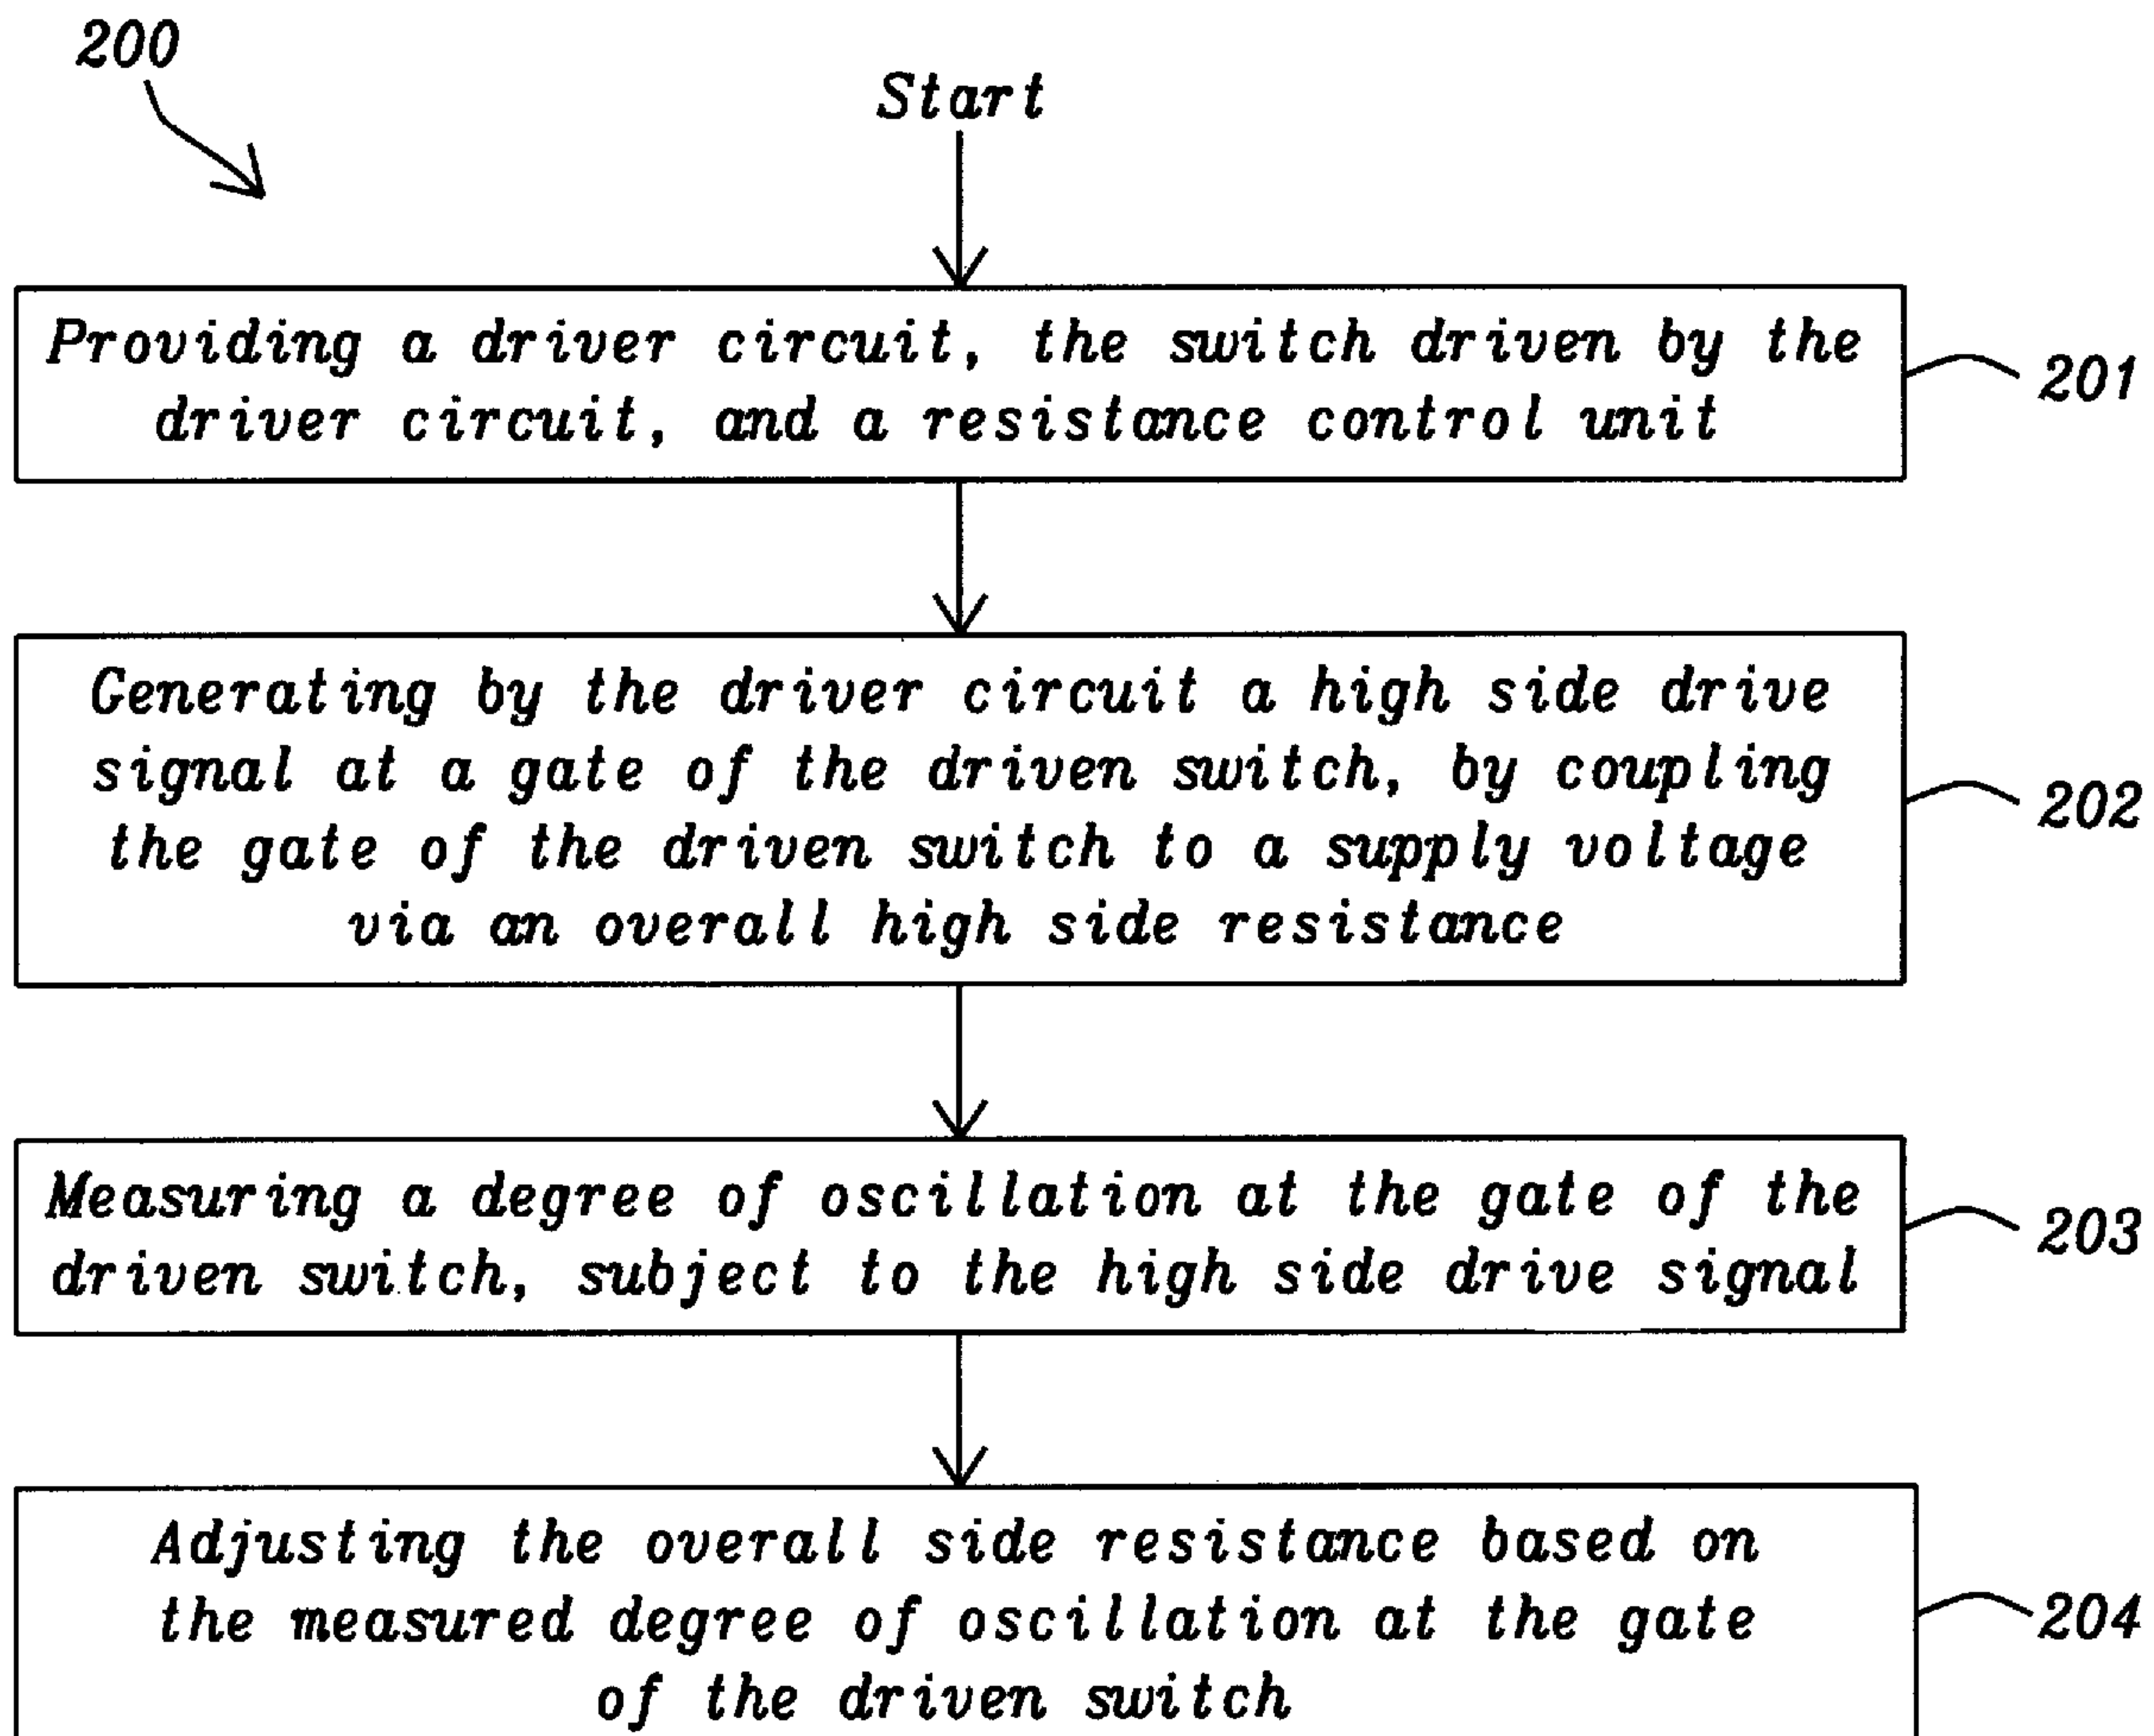 200
Start
Providing a driver circuit, the switch driven by the
driver circuit, and a resistance control unit
201
Generating by the driver circuit a high side drive
signal at a gate of the driven switch, by coupling
the gate of the driven switch to a supply voltage
via an overall high side resistance
202
Measuring a degree of oscillation at the gate of the
driven switch, subject to the high side drive signal
203
Adjusting the overall side resistance based on
the measured degree of oscillation at the gate
of the driven switch
204